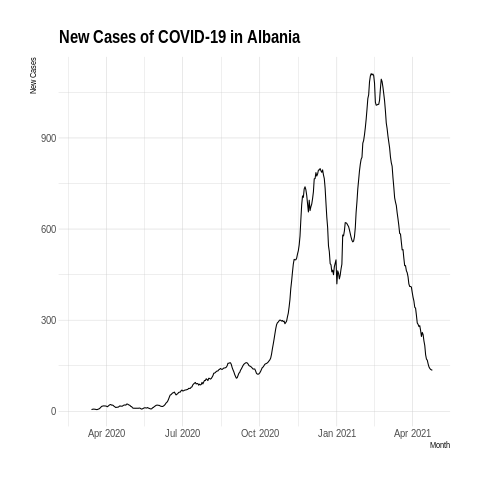 New Cases of COVID-19 in Albania
New Cases
900
600
300
0
Apr 2020 Jul 2020 Oct 2020 Jan 2021 Apr 2021
Month